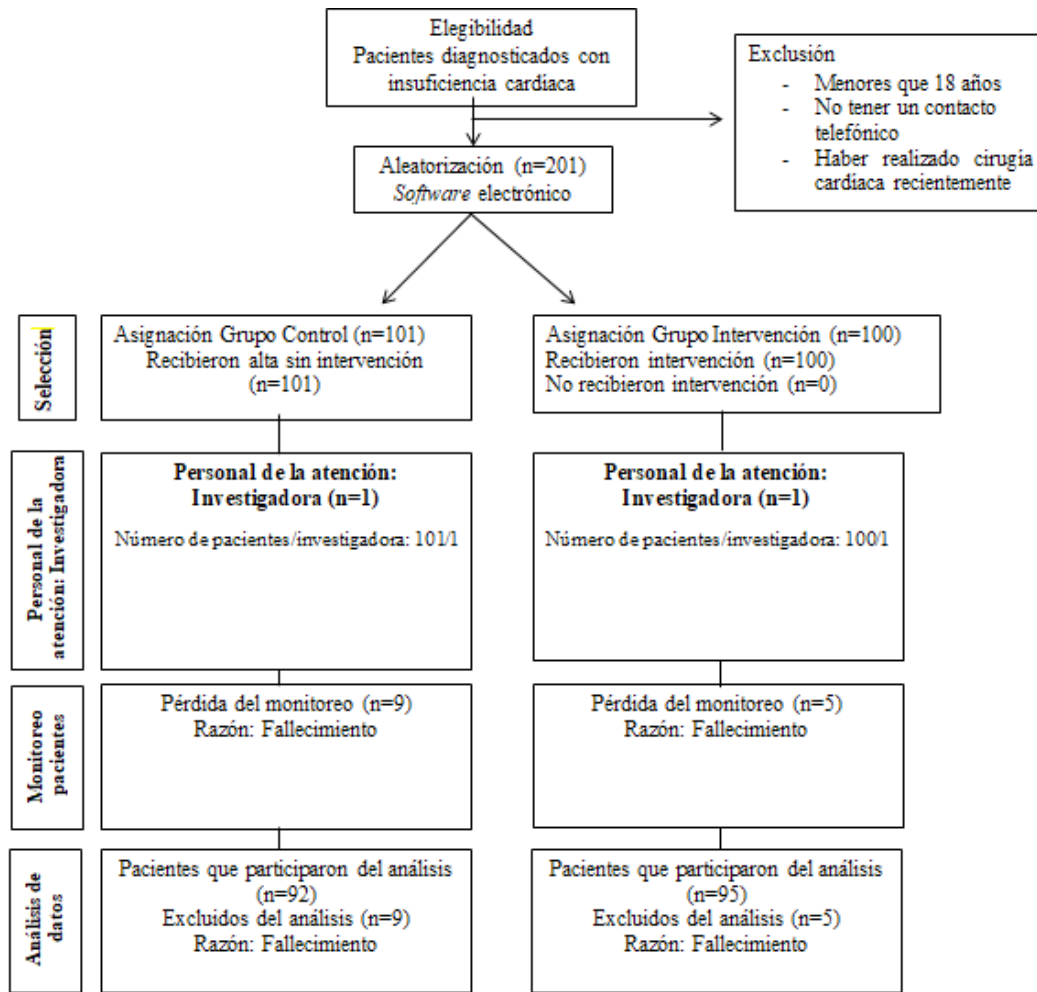 Elegibilidad
Pacientes diagnosticados con
insuficiencia cardíaca
Exclusión
- Menores que 18 años
- No tener un contacto
telefónico
- Haber realizado cirugía
cardíaca recientemente
Aleatorización (n=201)
Software electrónico
Selección
Asignación Grupo Control (n=101)
Recibieron alta sin intervención
(n=101)
Asignación Grupo Intervención (n=100)
Recibieron intervención (n=100)
No recibieron intervención (n=0)
Personal de la
atención: Investigadora
Personal de la atención:
Investigadora (n=1)
Número de pacientes/investigadora: 101/1
Personal de la atención:
Investigadora (n=1)
Número de pacientes/investigadora: 100/1
Monitoreo
pacientes
Pérdida del monitoreo (n=9)
Razón: Fallecimiento
Pérdida del monitoreo (n=5)
Razón: Fallecimiento
Análisis de
datos
Pacientes que participaron del análisis
(n=92)
Excluidos del análisis (n=9)
Razón: Fallecimiento
Pacientes que participaron del análisis
(n=95)
Excluidos del análisis (n=5)
Razón: Fallecimiento